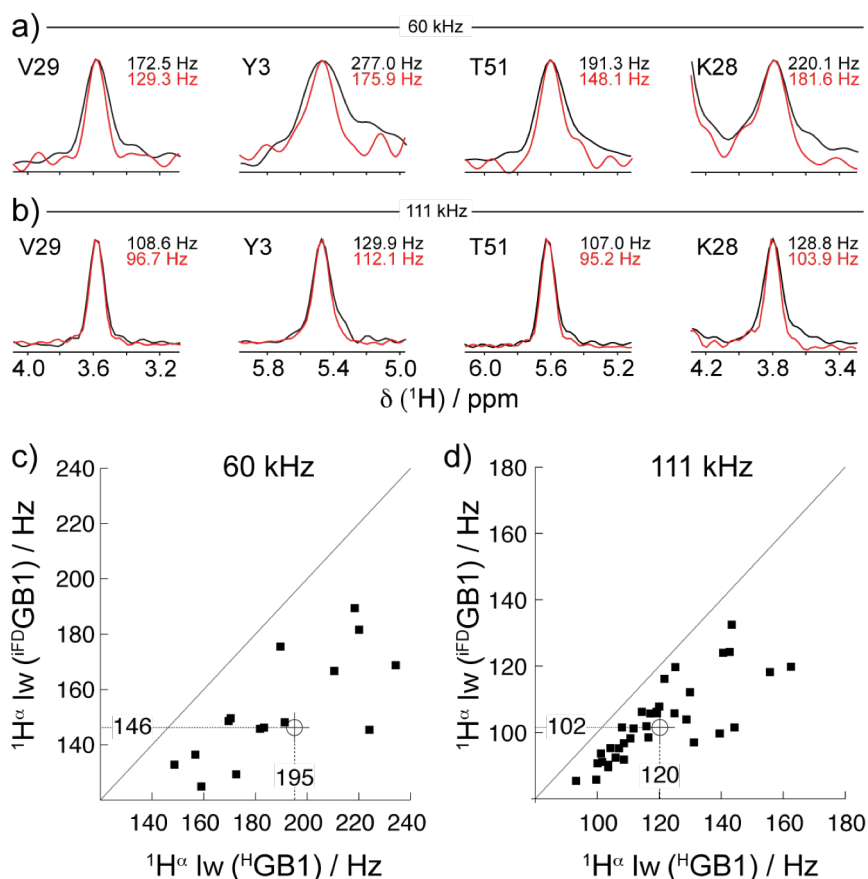 a) 60 kHz
V29 172.5 Hz 129.3 Hz
Y3 277.0 Hz 175.9 Hz
T51 191.3 Hz 148.1 Hz
K28 220.1 Hz 181.6 Hz
b) 111 kHz
V29 108.6 Hz 96.7 Hz
Y3 129.9 Hz 112.1 Hz
T51 107.0 Hz 95.2 Hz
K28 128.8 Hz 103.9 Hz
4.0 3.6 3.2 5.8 5.4 5.0 6.0 5.6 5.2 4.2 3.8 3.4
δ (¹H) / ppm
c) 60 kHz
240
220
200
180
160
140
146
195
140 160 180 200 220 240
¹Hᵅ lw (ᴴGB1) / Hz
¹Hᵅ lw (ⁱFᴰGB1) / Hz
d) 111 kHz
180
160
140
120
100
102
120
100 120 140 160 180
¹Hᵅ lw (ᴴGB1) / Hz
¹Hᵅ lw (ⁱFᴰGB1) / Hz